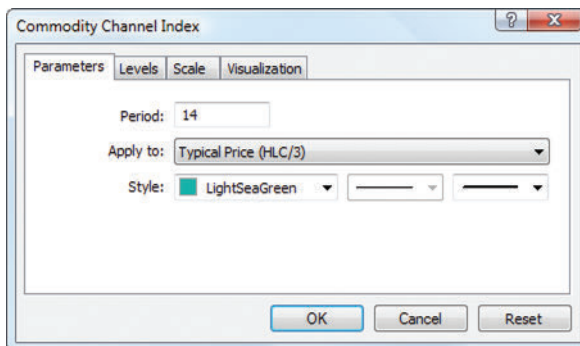 Commodity Channel Index
Parameters Levels Scale Visualization
Period: 14
Apply to: Typical Price (HLC/3)
Style: LightSeaGreen
OK Cancel Reset